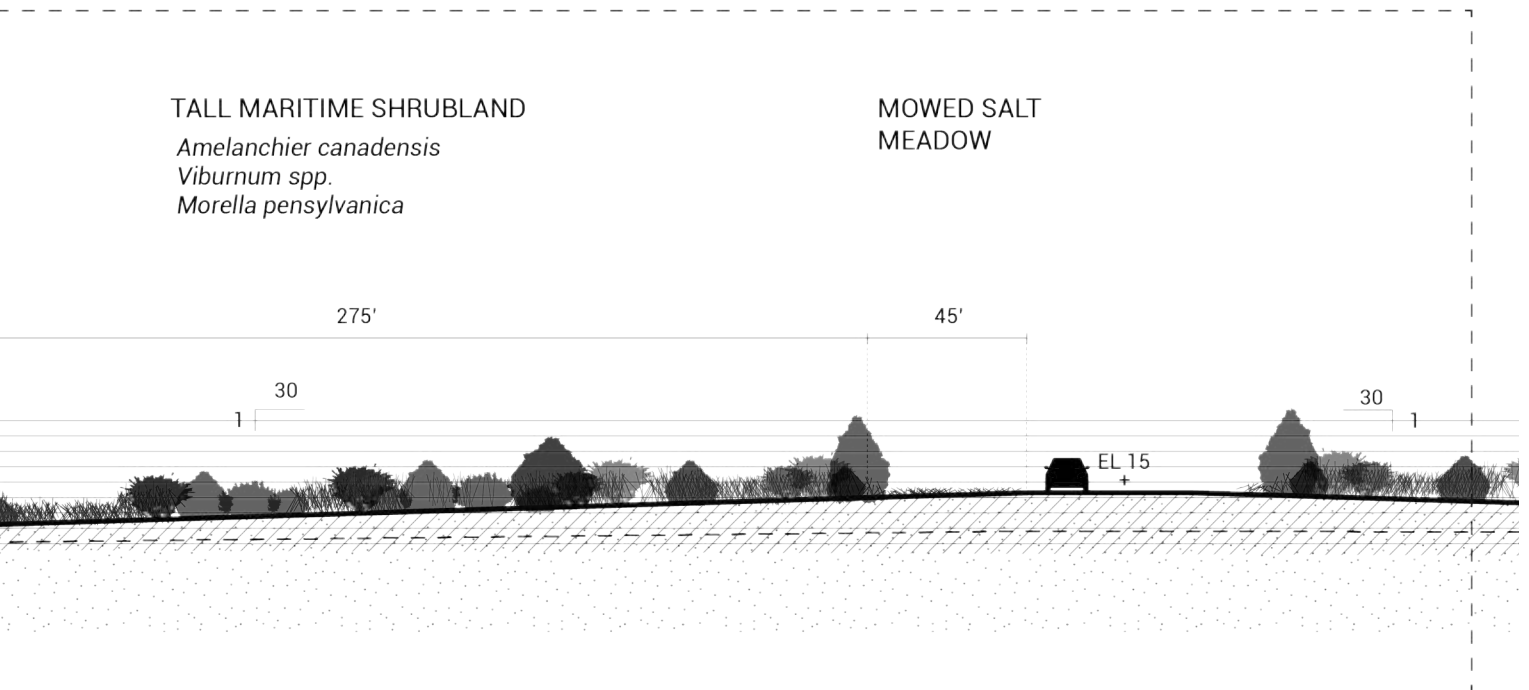 TALL MARITIME SHRUBLAND
Amelanchier canadensis
Viburnum spp.
Morella pensylvanica
MOWED SALT
MEADOW
275'
45'
30
1
30
1
EL 15
+